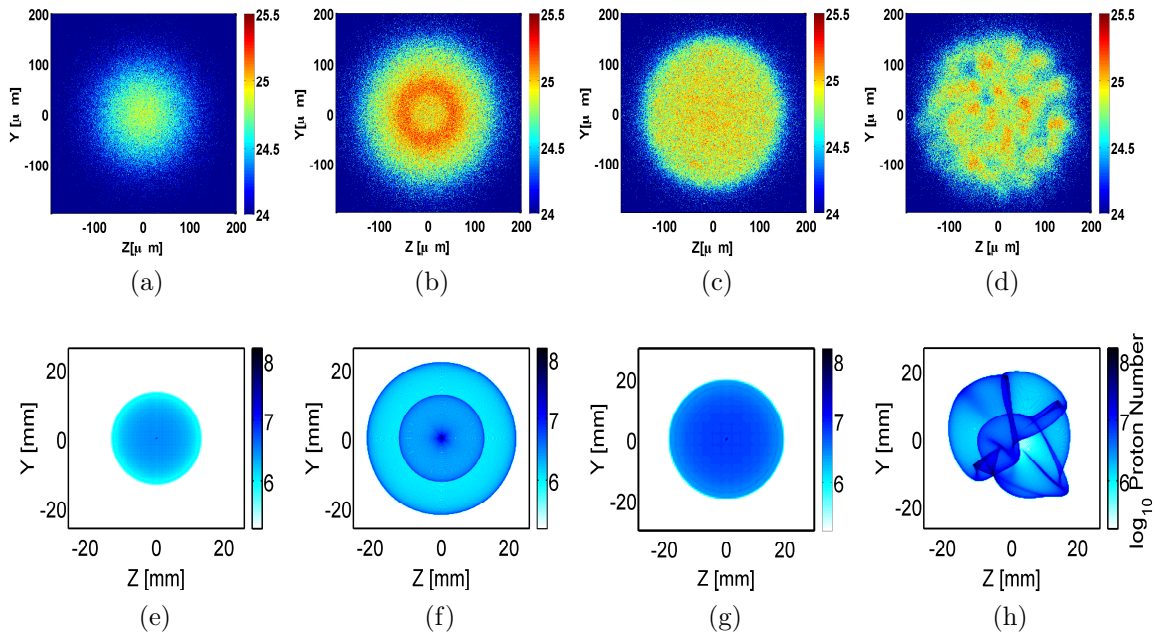 200
100
0
-100
Y [μ m]
-100 0 100 200
Z[μ m]
25.5
25
24.5
24
(a)
200
100
0
-100
Y [μ m]
-100 0 100 200
Z [μ m]
25.5
25
24.5
24
(b)
200
100
0
-100
Y[μ m]
-100 0 100 200
Z[μ m]
25.5
25
24.5
24
(c)
200
100
0
-100
Y [μ m]
-100 0 100 200
Z [μ m]
25.5
25
24.5
24
(d)
20
0
-20
Y [mm]
-20 0 20
Z [mm]
8
7
6
(e)
20
0
-20
Y [mm]
-20 0 20
Z [mm]
8
7
6
(f)
20
0
-20
Y [mm]
-20 0 20
Z [mm]
8
7
6
(g)
20
0
-20
Y [mm]
-20 0 20
Z [mm]
8
7
6
log10 Proton Number
(h)